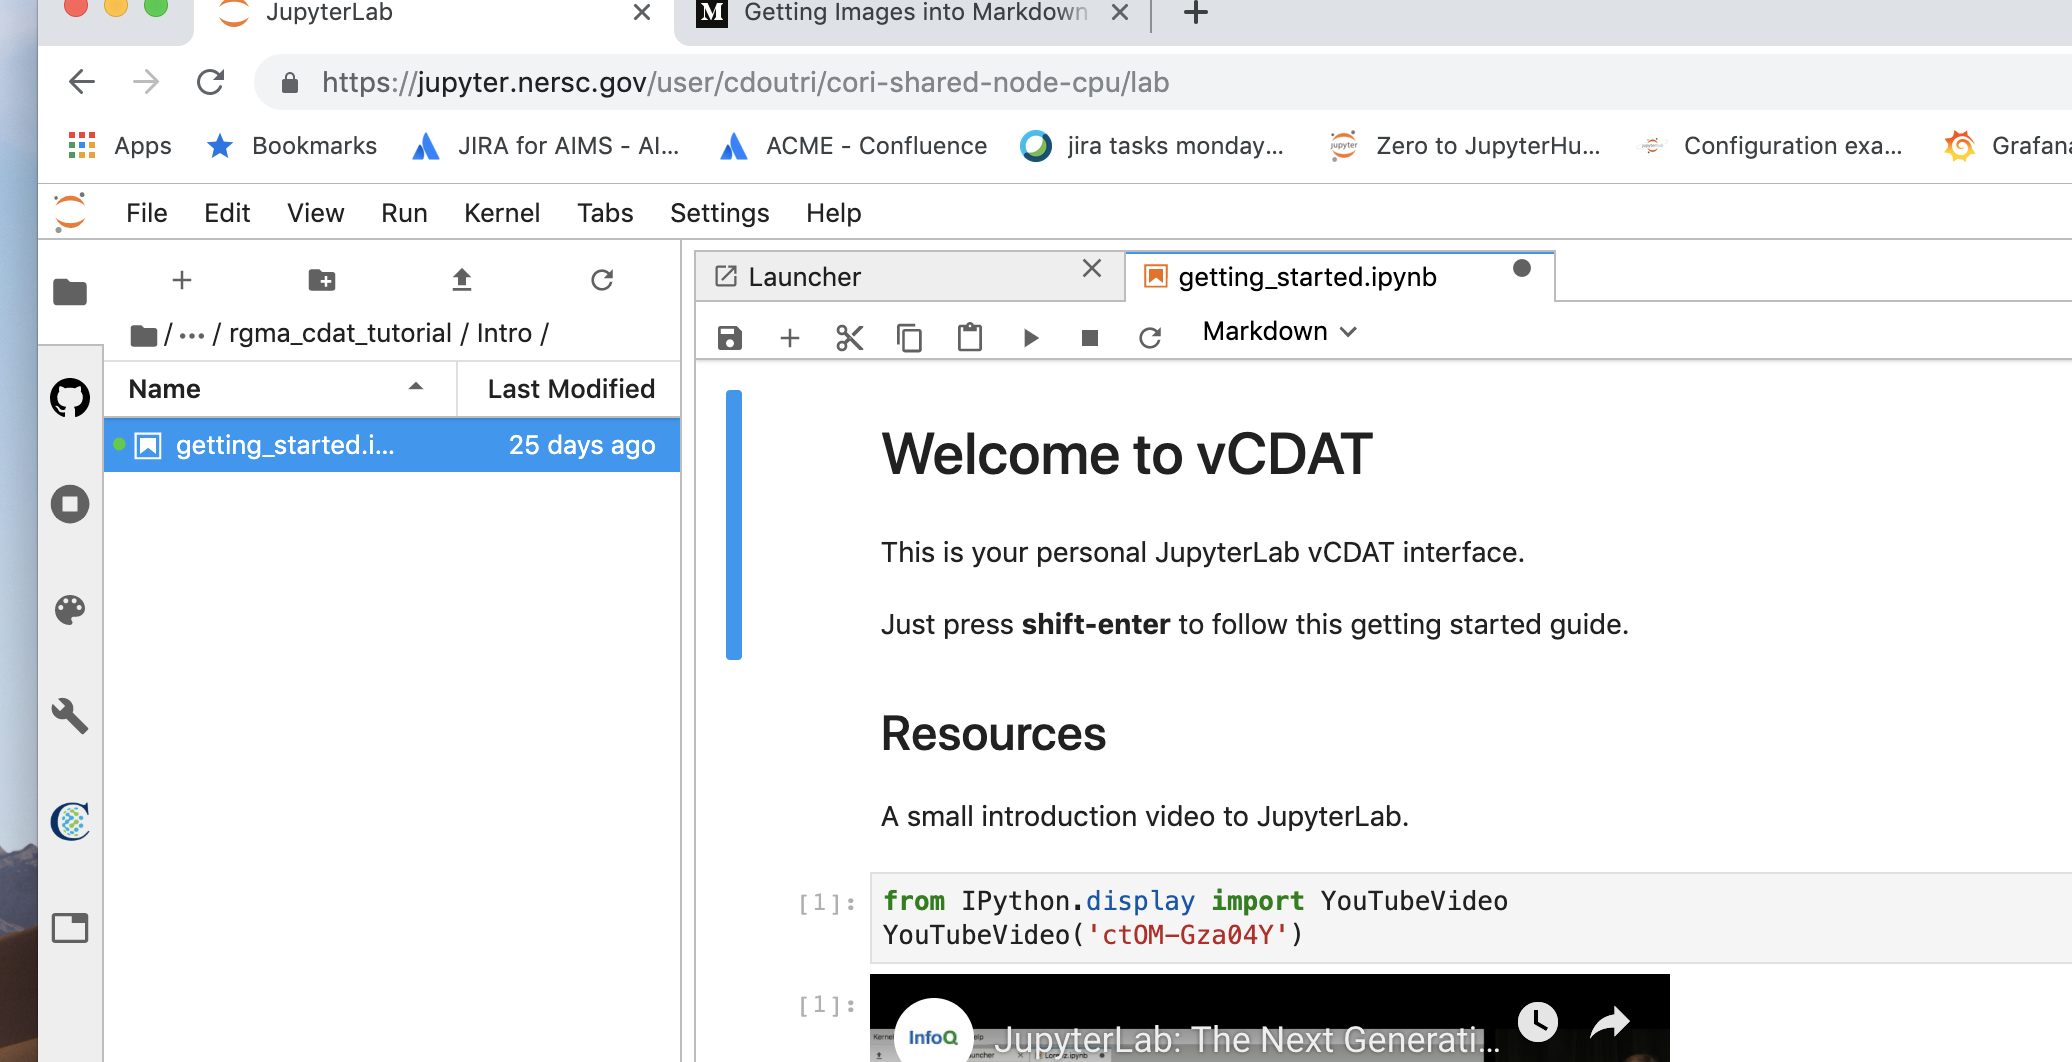 JupyterLab
M Getting Images into Markdown
https://jupyter.nersc.gov/user/cdoutri/cori-shared-node-cpu/lab
Apps Bookmarks JIRA for AIMS - AI... ACME - Confluence jira tasks monday... jupyter Zero to JupyterHu... Configuration exa... Grafana
File Edit View Run Kernel Tabs Settings Help
Launcher getting_started.ipynb
/ ... / rgma_cdat_tutorial / Intro /
Markdown
Name Last Modified
getting_started.i... 25 days ago
Welcome to vCDAT
This is your personal JupyterLab vCDAT interface.
Just press shift-enter to follow this getting started guide.
Resources
A small introduction video to JupyterLab.
[1]: from IPython.display import YouTubeVideo
YouTubeVideo('ctOM-Gza04Y')
[1]:
InfoQ JupyterLab: The Next Generati...